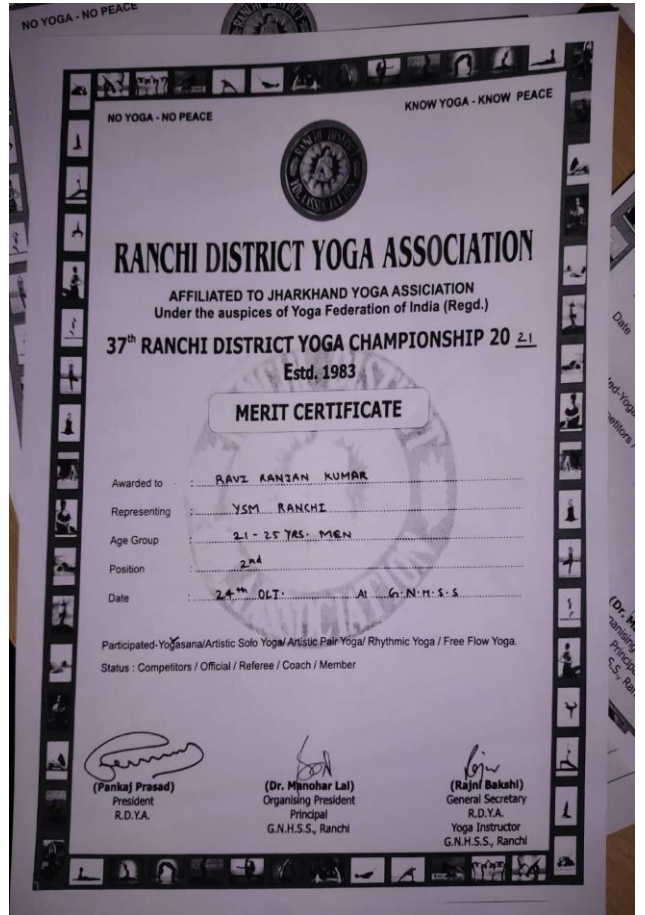 NO YOGA - NO PEACE
NO YOGA - NO PEACE
KNOW YOGA - KNOW PEACE
RANCHI DISTRICT YOGA ASSOCIATION
AFFILIATED TO JHARKHAND YOGA ASSICIATION
Under the auspices of Yoga Federation of India (Regd.)
37th RANCHI DISTRICT YOGA CHAMPIONSHIP 20 21
Estd. 1983
MERIT CERTIFICATE
Awarded to : RAVI RANJAN KUMAR
Representing : YSM RANCHI
Age Group : 21 - 25 YRS. MEN
Position : 2nd
Date : 24th OCT. At G.N.H.S.S
Participated-Yogasana/Artistic Solo Yoga/ Artistic Pair Yoga/ Rhythmic Yoga / Free Flow Yoga.
Status : Competitors / Official / Referee / Coach / Member
(Pankaj Prasad)
President
R.D.Y.A.
(Dr. Manohar Lal)
Organising President
Principal
G.N.H.S.S., Ranchi
(Rajni Bakshi)
General Secretary
R.D.Y.A.
Yoga Instructor
G.N.H.S.S., Ranchi
Date